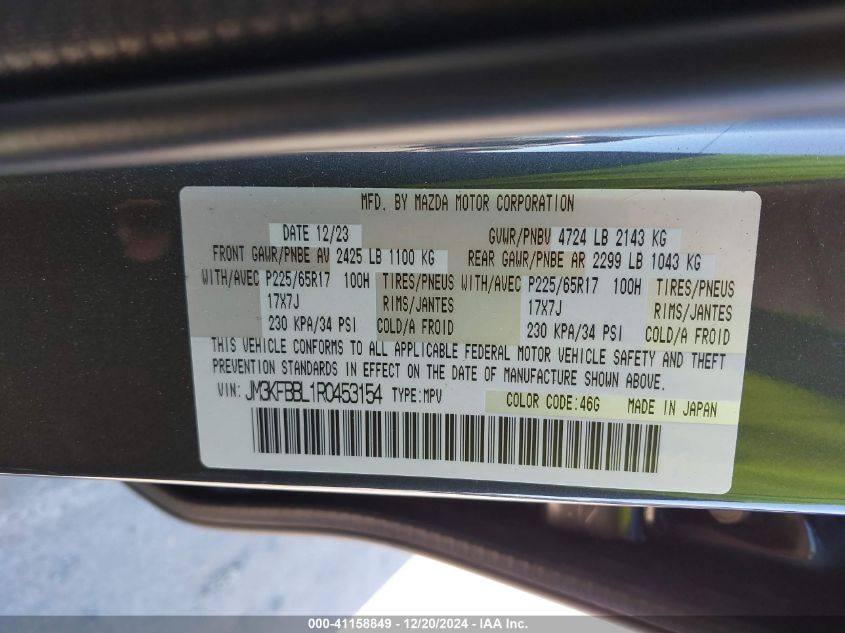 MFD. BY MAZDA MOTOR CORPORATION
DATE 12/23 GVWR/PNBV 4724 LB 2143 KG
FRONT GAWR/PNBE AV 2425 LB 1100 KG REAR GAWR/PNBE AR 2299 LB 1043 KG
WITH/AVEC P225/65R17 100H TIRES/PNEUS WITH/AVEC P225/65R17 100H TIRES/PNEUS
17X7J RIMS/JANTES 17X7J RIMS/JANTES
230 KPA/34 PSI COLD/A FROID 230 KPA/34 PSI COLD/A FROID
THIS VEHICLE CONFORMS TO ALL APPLICABLE FEDERAL MOTOR VEHICLE SAFETY AND THEFT
PREVENTION STANDARDS IN EFFECT ON THE DATE OF MANUFACTURE SHOWN ABOVE.
VIN: JM3KFBBL1R0453154 TYPE:MPV COLOR CODE:46G MADE IN JAPAN
000-41158849 - 12/20/2024 - IAA Inc.